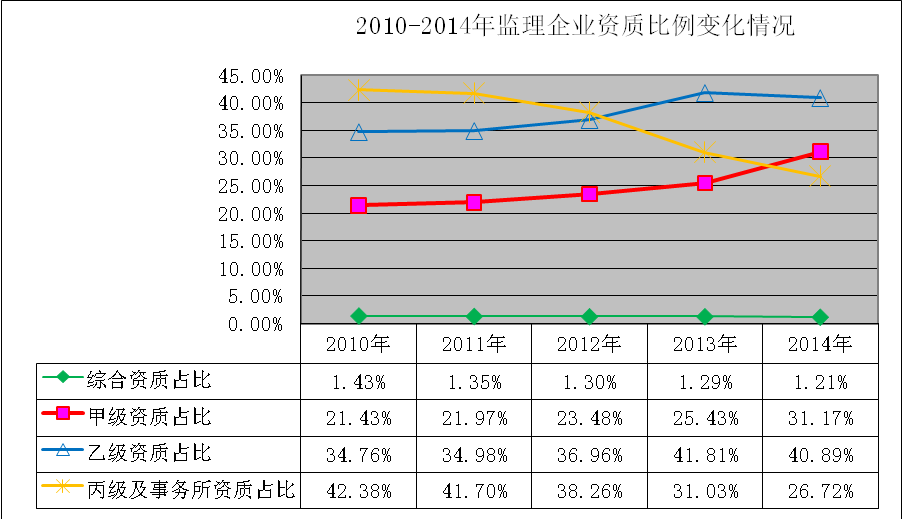 2010-2014年监理企业资质比例变化情况
45.00%
40.00%
35.00%
30.00%
25.00%
20.00%
15.00%
10.00%
5.00%
0.00%
2010年 2011年 2012年 2013年 2014年
综合资质占比 1.43% 1.35% 1.30% 1.29% 1.21%
甲级资质占比 21.43% 21.97% 23.48% 25.43% 31.17%
乙级资质占比 34.76% 34.98% 36.96% 41.81% 40.89%
丙级及事务所资质占比 42.38% 41.70% 38.26% 31.03% 26.72%